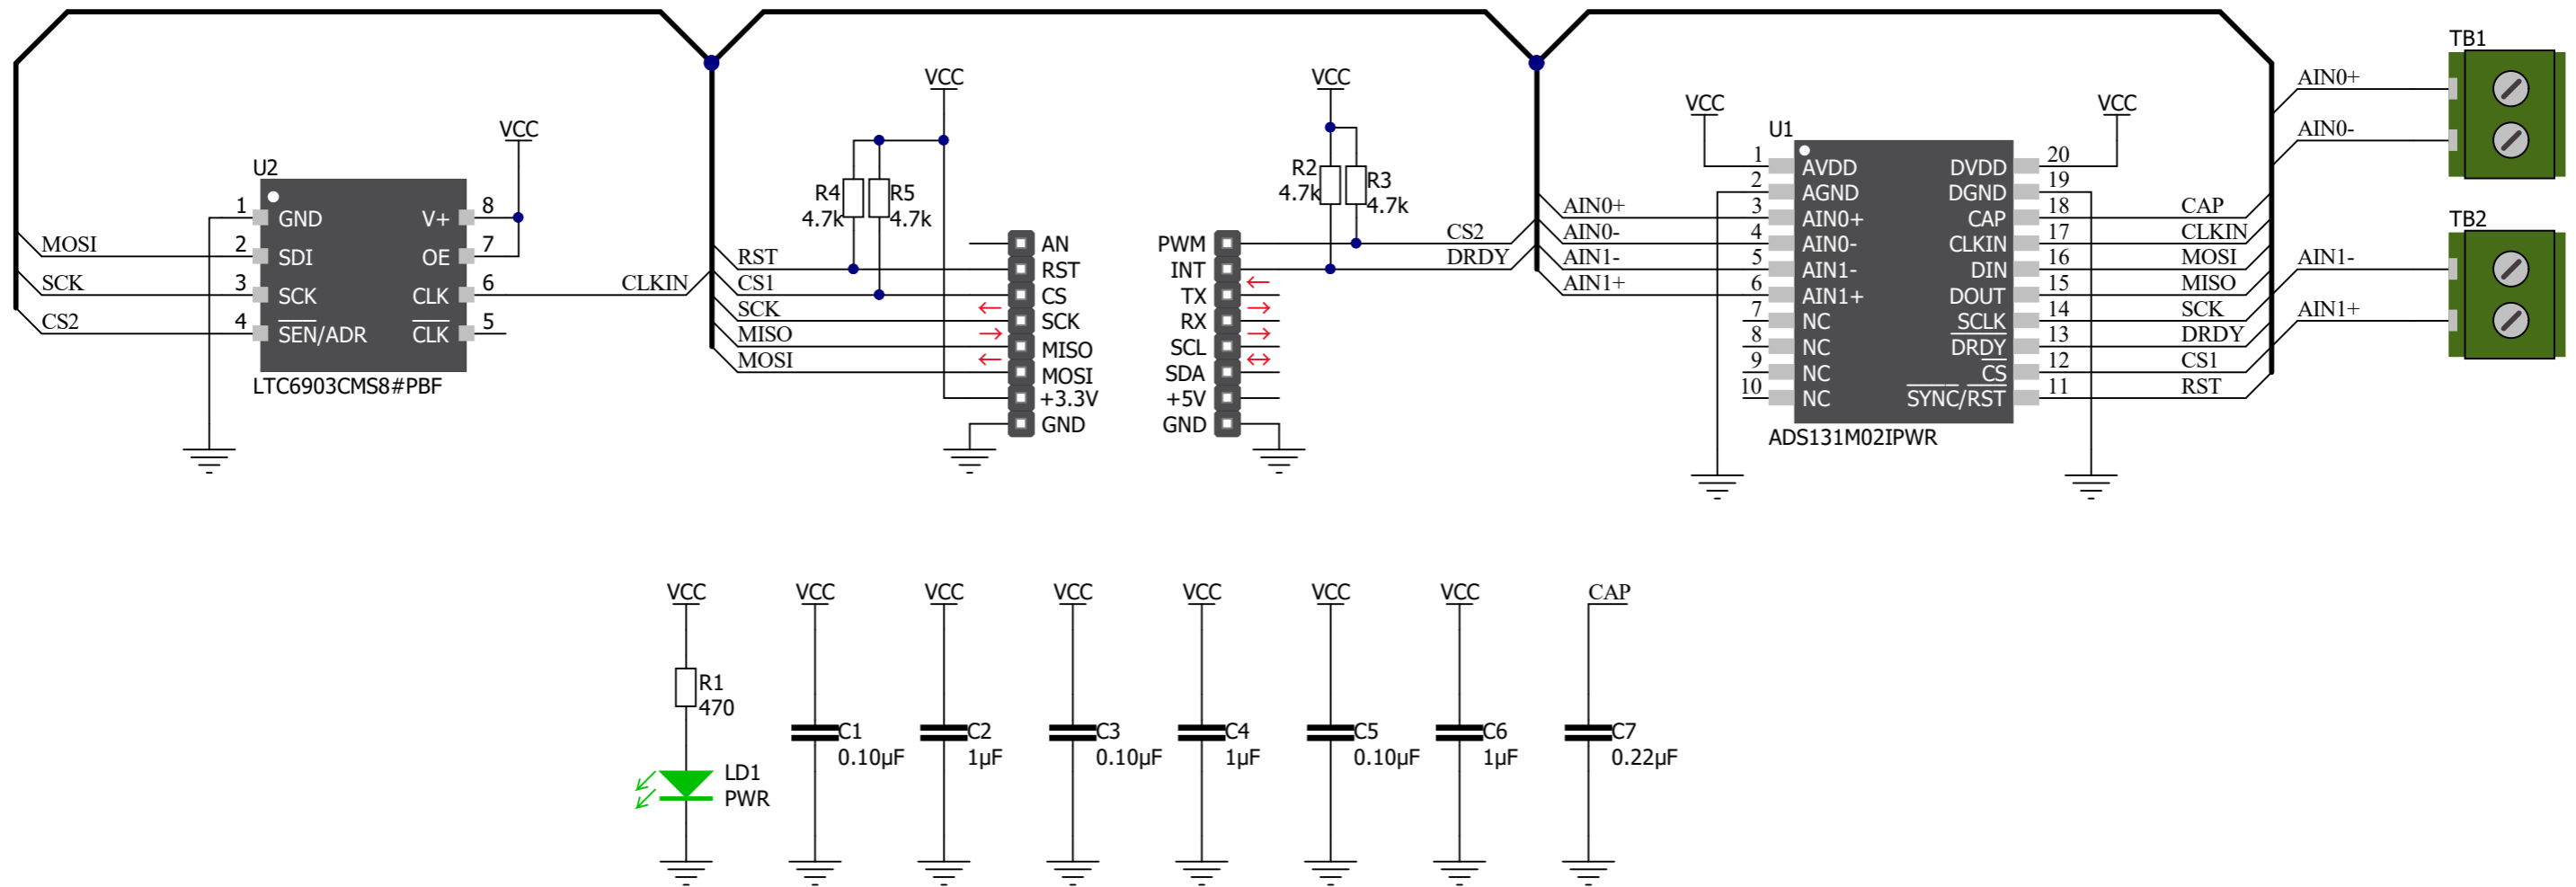 U2
VCC
1 GND
2 SDI
3 SCK
4 SEN/ADR
V+ 8
OE 7
CLK 6
CLK 5
LTC6903CMS8#PBF
MOSI
SCK
CS2
CLKIN
VCC
R4
4.7k
R5
4.7k
RST
CS1
SCK
MISO
MOSI
AN
RST
CS
SCK
MISO
MOSI
+3.3V
GND
VCC
R2
4.7k
R3
4.7k
PWM
INT
TX
RX
SCL
SDA
+5V
GND
CS2
DRDY
AIN0+
AIN0-
AIN1-
AIN1+
VCC
U1
VCC
1 AVDD
2 AGND
3 AIN0+
4 AIN0-
5 AIN1-
6 AIN1+
7 NC
8 NC
9 NC
10 NC
DVDD 20
DGND 19
CAP 18
CLKIN 17
DIN 16
DOUT 15
SCLK 14
DRDY 13
CS 12
SYNC/RST 11
ADS131M02IPWR
CAP
CLKIN
MOSI
MISO
SCK
DRDY
CS1
RST
TB1
AIN0+
AIN0-
TB2
AIN1-
AIN1+
VCC
R1
470
LD1
PWR
VCC
C1
0.10µF
VCC
C2
1µF
VCC
C3
0.10µF
VCC
C4
1µF
VCC
C5
0.10µF
VCC
C6
1µF
CAP
C7
0.22µF